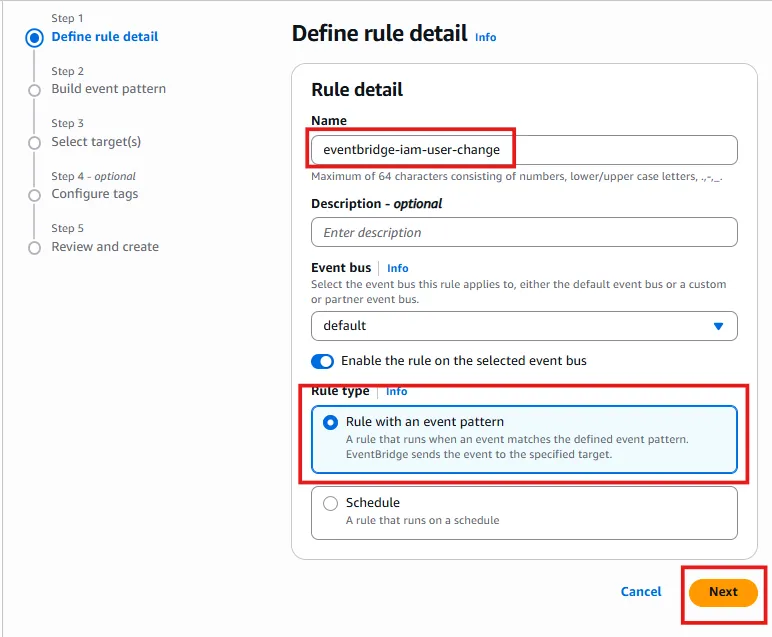 Step 1
Define rule detail
Step 2
Build event pattern
Step 3
Select target(s)
Step 4 - optional
Configure tags
Step 5
Review and create
Define rule detail Info
Rule detail
Name
eventbridge-iam-user-change
Maximum of 64 characters consisting of numbers, lower/upper case letters, .,-,_.
Description - optional
Enter description
Event bus Info
Select the event bus this rule applies to, either the default event bus or a custom
or partner event bus.
default
Enable the rule on the selected event bus
Rule type Info
Rule with an event pattern
A rule that runs when an event matches the defined event pattern.
EventBridge sends the event to the specified target.
Schedule
A rule that runs on a schedule
Cancel Next